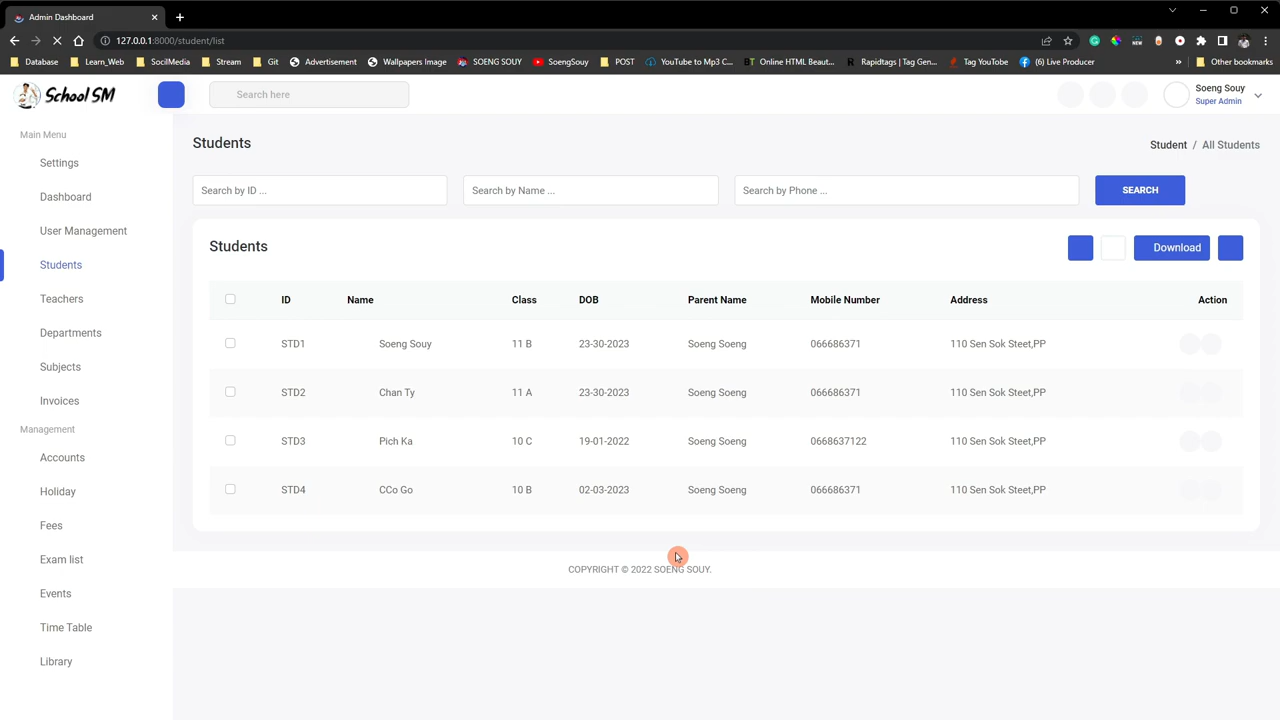 Admin Dashboard
127.0.0.1:8000/student/list
Database Learn_Web SocilMedia Stream Git Advertisement Wallpapers Image SOENG SOUY SoengSouy POST YouTube to Mp3 C... Online HTML Beaut... Rapidtags | Tag Gen... Tag YouTube (6) Live Producer » Other bookmarks
School SM
Search here
Soeng Souy
Super Admin
Main Menu
Settings
Dashboard
User Management
Students
Teachers
Departments
Subjects
Invoices
Management
Accounts
Holiday
Fees
Exam list
Events
Time Table
Library
Students
Student / All Students
Search by ID ... Search by Name ... Search by Phone ... SEARCH
Students
Download
ID Name Class DOB Parent Name Mobile Number Address Action
STD1 Soeng Souy 11 B 23-30-2023 Soeng Soeng 066686371 110 Sen Sok Steet,PP
STD2 Chan Ty 11 A 23-30-2023 Soeng Soeng 066686371 110 Sen Sok Steet,PP
STD3 Pich Ka 10 C 19-01-2022 Soeng Soeng 0668637122 110 Sen Sok Steet,PP
STD4 CCo Go 10 B 02-03-2023 Soeng Soeng 066686371 110 Sen Sok Steet,PP
COPYRIGHT © 2022 SOENG SOUY.